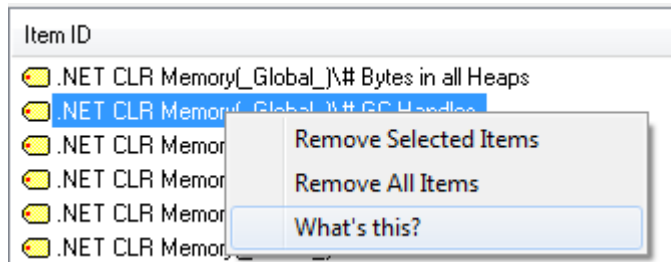 Item ID
.NET CLR Memory(_Global_)\# Bytes in all Heaps
.NET CLR Memory(_Global_)\# GC Handles
.NET CLR Memor
Remove Selected Items
.NET CLR Memor
Remove All Items
.NET CLR Memor
What's this?
.NET CLR Memor